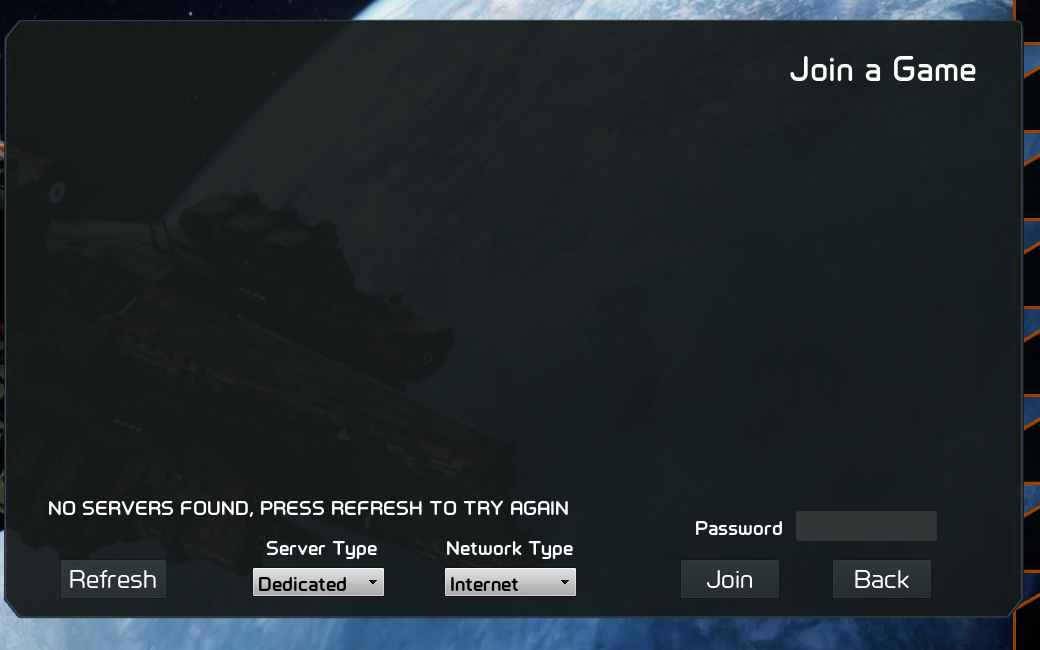 Join a Game
NO SERVERS FOUND, PRESS REFRESH TO TRY AGAIN
Password
Server Type
Network Type
Refresh
Dedicated
Internet
Join
Back